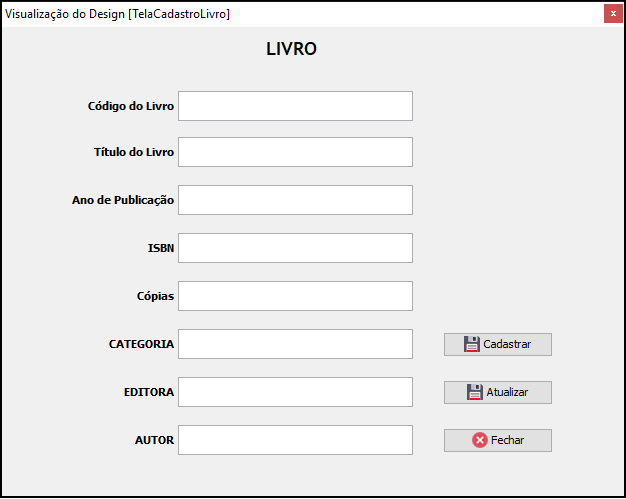 Visualização do Design [TelaCadastroLivro]
x
LIVRO
Código do Livro
Título do Livro
Ano de Publicação
ISBN
Cópias
CATEGORIA
Cadastrar
EDITORA
Atualizar
AUTOR
Fechar